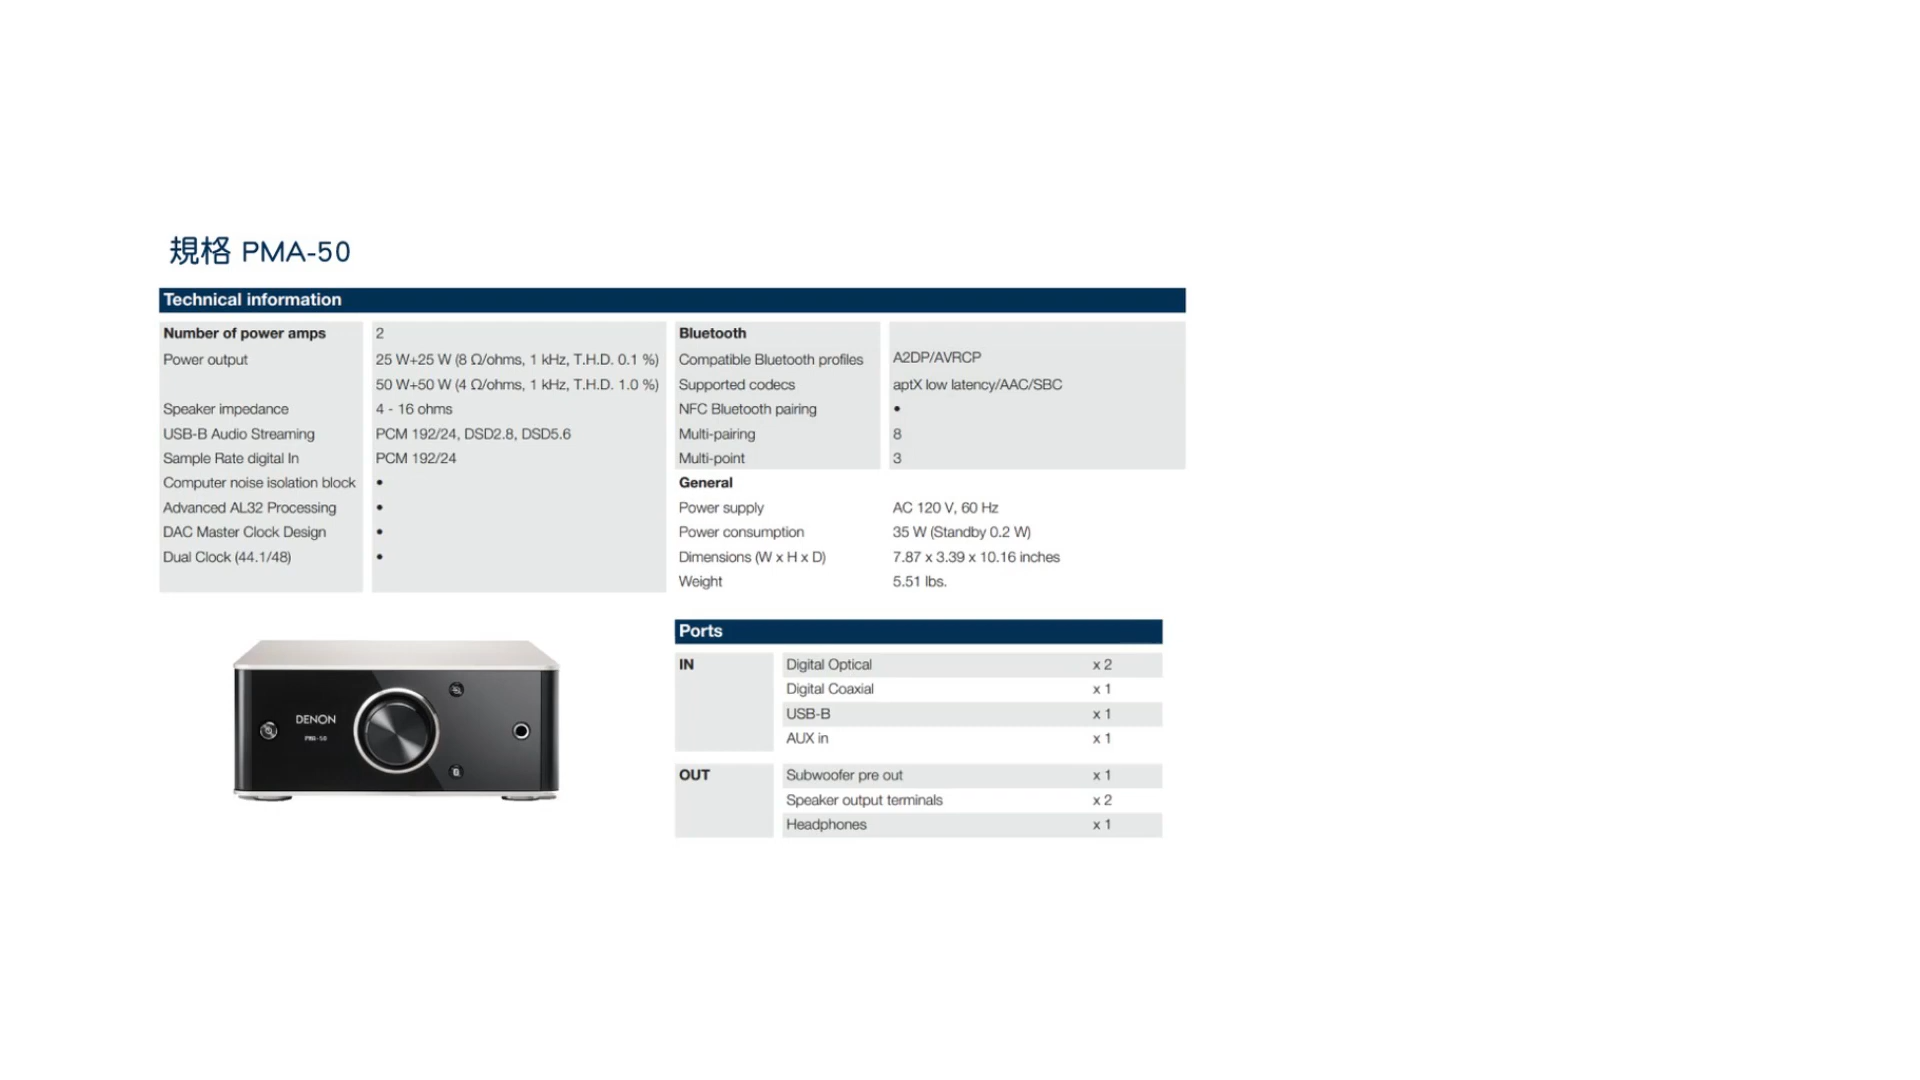 規格 PMA-50
Technical information
Number of power amps 2
Power output 25 W+25 W (8 Ω/ohms, 1 kHz, T.H.D. 0.1 %)
50 W+50 W (4 Ω/ohms, 1 kHz, T.H.D. 1.0 %)
Speaker impedance 4 - 16 ohms
USB-B Audio Streaming PCM 192/24, DSD2.8, DSD5.6
Sample Rate digital In PCM 192/24
Computer noise isolation block •
Advanced AL32 Processing •
DAC Master Clock Design •
Dual Clock (44.1/48) •
Bluetooth
Compatible Bluetooth profiles A2DP/AVRCP
Supported codecs aptX low latency/AAC/SBC
NFC Bluetooth pairing •
Multi-pairing 8
Multi-point 3
General
Power supply AC 120 V, 60 Hz
Power consumption 35 W (Standby 0.2 W)
Dimensions (W x H x D) 7.87 x 3.39 x 10.16 inches
Weight 5.51 lbs.
DENON
PMA-50
Ports
IN Digital Optical x 2
Digital Coaxial x 1
USB-B x 1
AUX in x 1
OUT Subwoofer pre out x 1
Speaker output terminals x 2
Headphones x 1